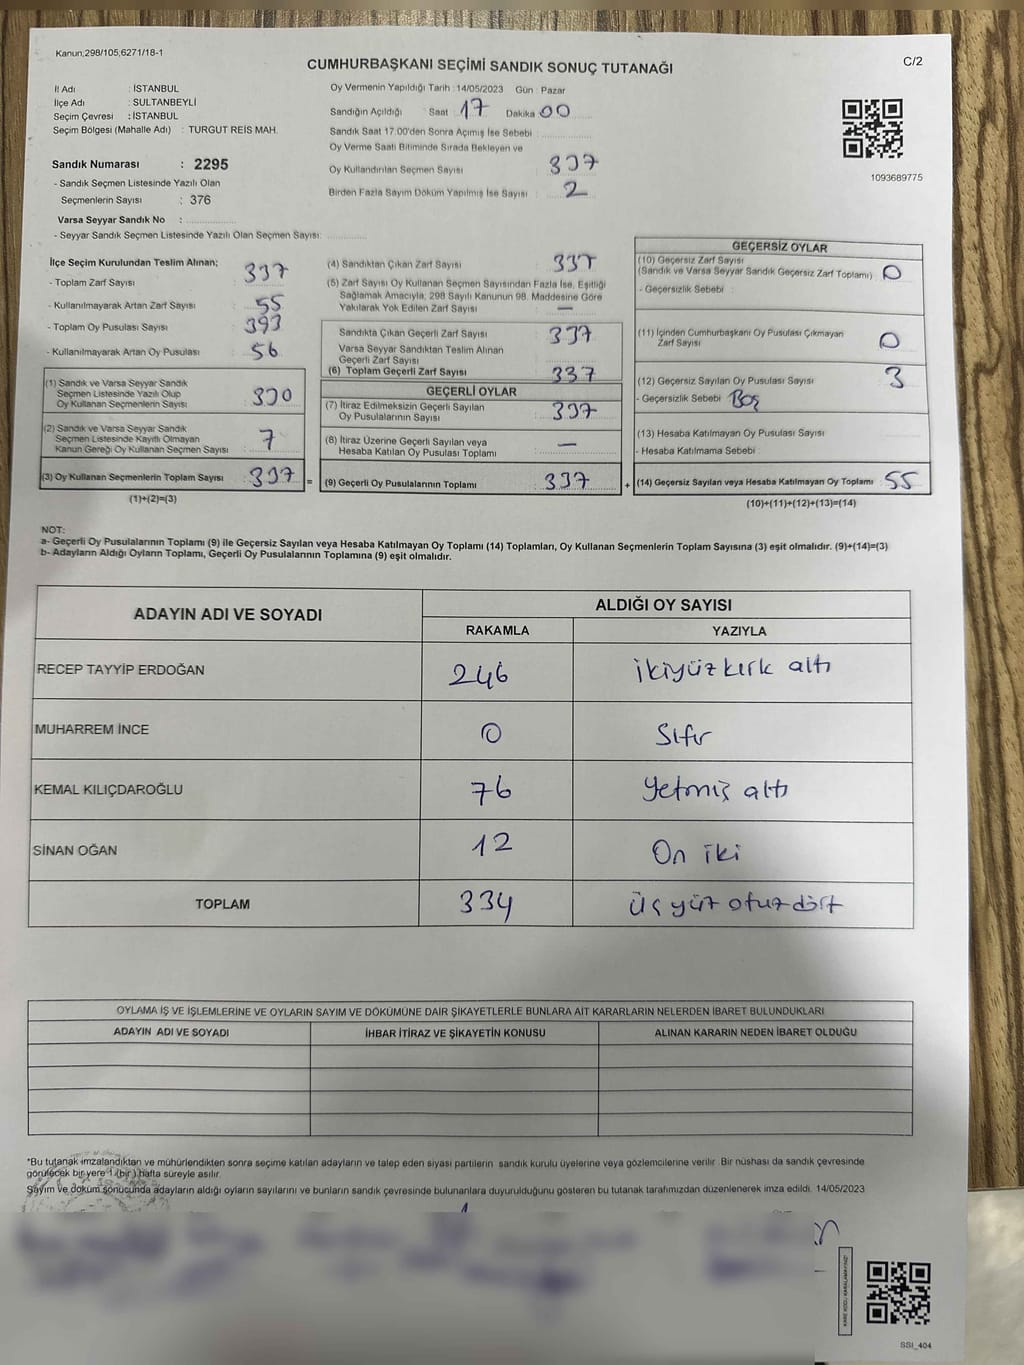 Kanun;298/105,6271/18-1
CUMHURBAŞKANI SEÇİMİ SANDIK SONUÇ TUTANAĞI
C/2
İl Adı : İSTANBUL
İlçe Adı : SULTANBEYLİ
Seçim Çevresi : İSTANBUL
Seçim Bölgesi (Mahalle Adı) : TURGUT REİS MAH.
Sandık Numarası : 2295
- Sandık Seçmen Listesinde Yazılı Olan
Seçmenlerin Sayısı : 376
Varsa Seyyar Sandık No :
- Seyyar Sandık Seçmen Listesinde Yazılı Olan Seçmen Sayısı:
Oy Vermenin Yapıldığı Tarih : 14/05/2023 Gün : Pazar
Sandığın Açıldığı Saat 17 Dakika 00
Sandık Saat 17.00'den Sonra Açımış İse Sebebi :
Oy Verme Saati Bitiminde Sırada Bekleyen ve
Oy Kullandırılan Seçmen Sayısı : 337
Birden Fazla Sayım Döküm Yapılmış İse Sayısı : 2
1093689775
İlçe Seçim Kurulundan Teslim Alınan;
- Toplam Zarf Sayısı : 337
- Kullanılmayarak Artan Zarf Sayısı : 55
- Toplam Oy Pusulası Sayısı : 393
- Kullanılmayarak Artan Oy Pusulası : 56
(1) Sandık ve Varsa Seyyar Sandık
Seçmen Listesinde Yazılı Olup
Oy Kullanan Seçmenlerin Sayısı : 330
(2) Sandık ve Varsa Seyyar Sandık
Seçmen Listesinde Kayıtlı Olmayan
Kanun Gereği Oy Kullanan Seçmen Sayısı : 7
(3) Oy Kullanan Seçmenlerin Toplam Sayısı : 337 =
(1)+(2)=(3)
(4) Sandıktan Çıkan Zarf Sayısı : 337
(5) Zarf Sayısı Oy Kullanan Seçmen Sayısından Fazla İse, Eşitliği
Sağlamak Amacıyla, 298 Sayılı Kanunun 98. Maddesine Göre
Yakılarak Yok Edilen Zarf Sayısı : —
Sandıkta Çıkan Geçerli Zarf Sayısı : 337
Varsa Seyyar Sandıktan Teslim Alınan
Geçerli Zarf Sayısı
(6) Toplam Geçerli Zarf Sayısı : 337
GEÇERLİ OYLAR
(7) İtiraz Edilmeksizin Geçerli Sayılan
Oy Pusulalarının Sayısı : 337
(8) İtiraz Üzerine Geçerli Sayılan veya
Hesaba Katılan Oy Pusulası Toplamı : —
(9) Geçerli Oy Pusulalarının Toplamı : 337 +
GEÇERSİZ OYLAR
(10) Geçersiz Zarf Sayısı
(Sandık ve Varsa Seyyar Sandık Geçersiz Zarf Toplamı) : 0
- Geçersizlik Sebebi :
(11) İçinden Cumhurbaşkanı Oy Pusulası Çıkmayan
Zarf Sayısı : 0
(12) Geçersiz Sayılan Oy Pusulası Sayısı : 3
- Geçersizlik Sebebi : Boş
(13) Hesaba Katılmayan Oy Pusulası Sayısı :
- Hesaba Katılmama Sebebi :
(14) Geçersiz Sayılan veya Hesaba Katılmayan Oy Toplamı : 55
(10)+(11)+(12)+(13)=(14)
NOT:
a- Geçerli Oy Pusulalarının Toplamı (9) ile Geçersiz Sayılan veya Hesaba Katılmayan Oy Toplamı (14) Toplamları, Oy Kullanan Seçmenlerin Toplam Sayısına (3) eşit olmalıdır. (9)+(14)=(3)
b- Adayların Aldığı Oyların Toplamı, Geçerli Oy Pusulalarının Toplamına (9) eşit olmalıdır.
ADAYIN ADI VE SOYADI
ALDIĞI OY SAYISI
RAKAMLA YAZIYLA
RECEP TAYYİP ERDOĞAN 246 ikiyüz kırk altı
MUHARREM İNCE 0 Sıfır
KEMAL KILIÇDAROĞLU 76 Yetmiş altı
SİNAN OĞAN 12 On iki
TOPLAM 334 üç yüz otuz dört
OYLAMA İŞ VE İŞLEMLERİNE VE OYLARIN SAYIM VE DÖKÜMÜNE DAİR ŞİKAYETLERLE BUNLARA AİT KARARLARIN NELERDEN İBARET BULUNDUKLARI
ADAYIN ADI VE SOYADI İHBAR İTİRAZ VE ŞİKAYETİN KONUSU ALINAN KARARIN NEDEN İBARET OLDUĞU
*Bu tutanak imzalandıktan ve mühürlendikten sonra seçime katılan adayların ve talep eden siyasi partilerin sandık kurulu üyelerine veya gözlemcilerine verilir. Bir nüshası da sandık çevresinde
görülecek bir yere 1 (bir ) hafta süreyle asılır.
Sayım ve döküm sonucunda adayların aldığı oyların sayılarını ve bunların sandık çevresinde bulunanlara duyurulduğunu gösteren bu tutanak tarafımızdan düzenlenerek imza edildi. 14/05/2023
SSI_404